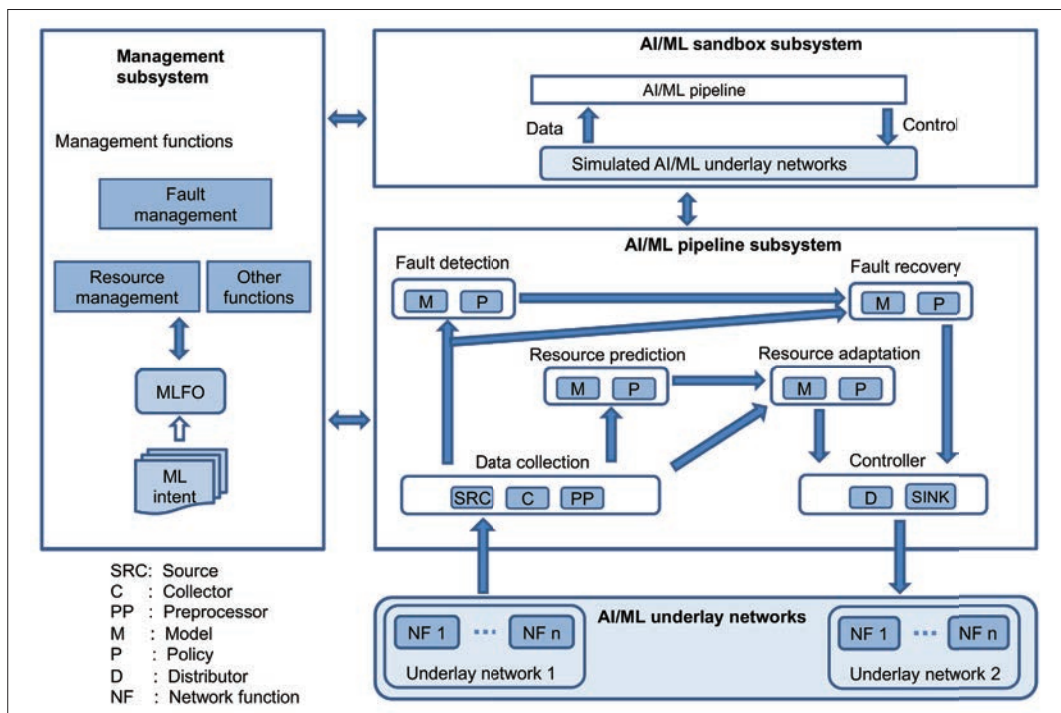 Management
subsystem
Management functions
Fault
management
Resource
management
Other
functions
MLFO
ML
intent
SRC: Source
C : Collector
PP : Preprocessor
M : Model
P : Policy
D : Distributor
NF : Network function
AI/ML sandbox subsystem
AI/ML pipeline
Data
Control
Simulated AI/ML underlay networks
AI/ML pipeline subsystem
Fault detection
M P
Fault recovery
M P
Resource prediction
M P
Resource adaptation
M P
Data collection
SRC C PP
Controller
D SINK
AI/ML underlay networks
NF 1 ... NF n
Underlay network 1
NF 1 ... NF n
Underlay network 2